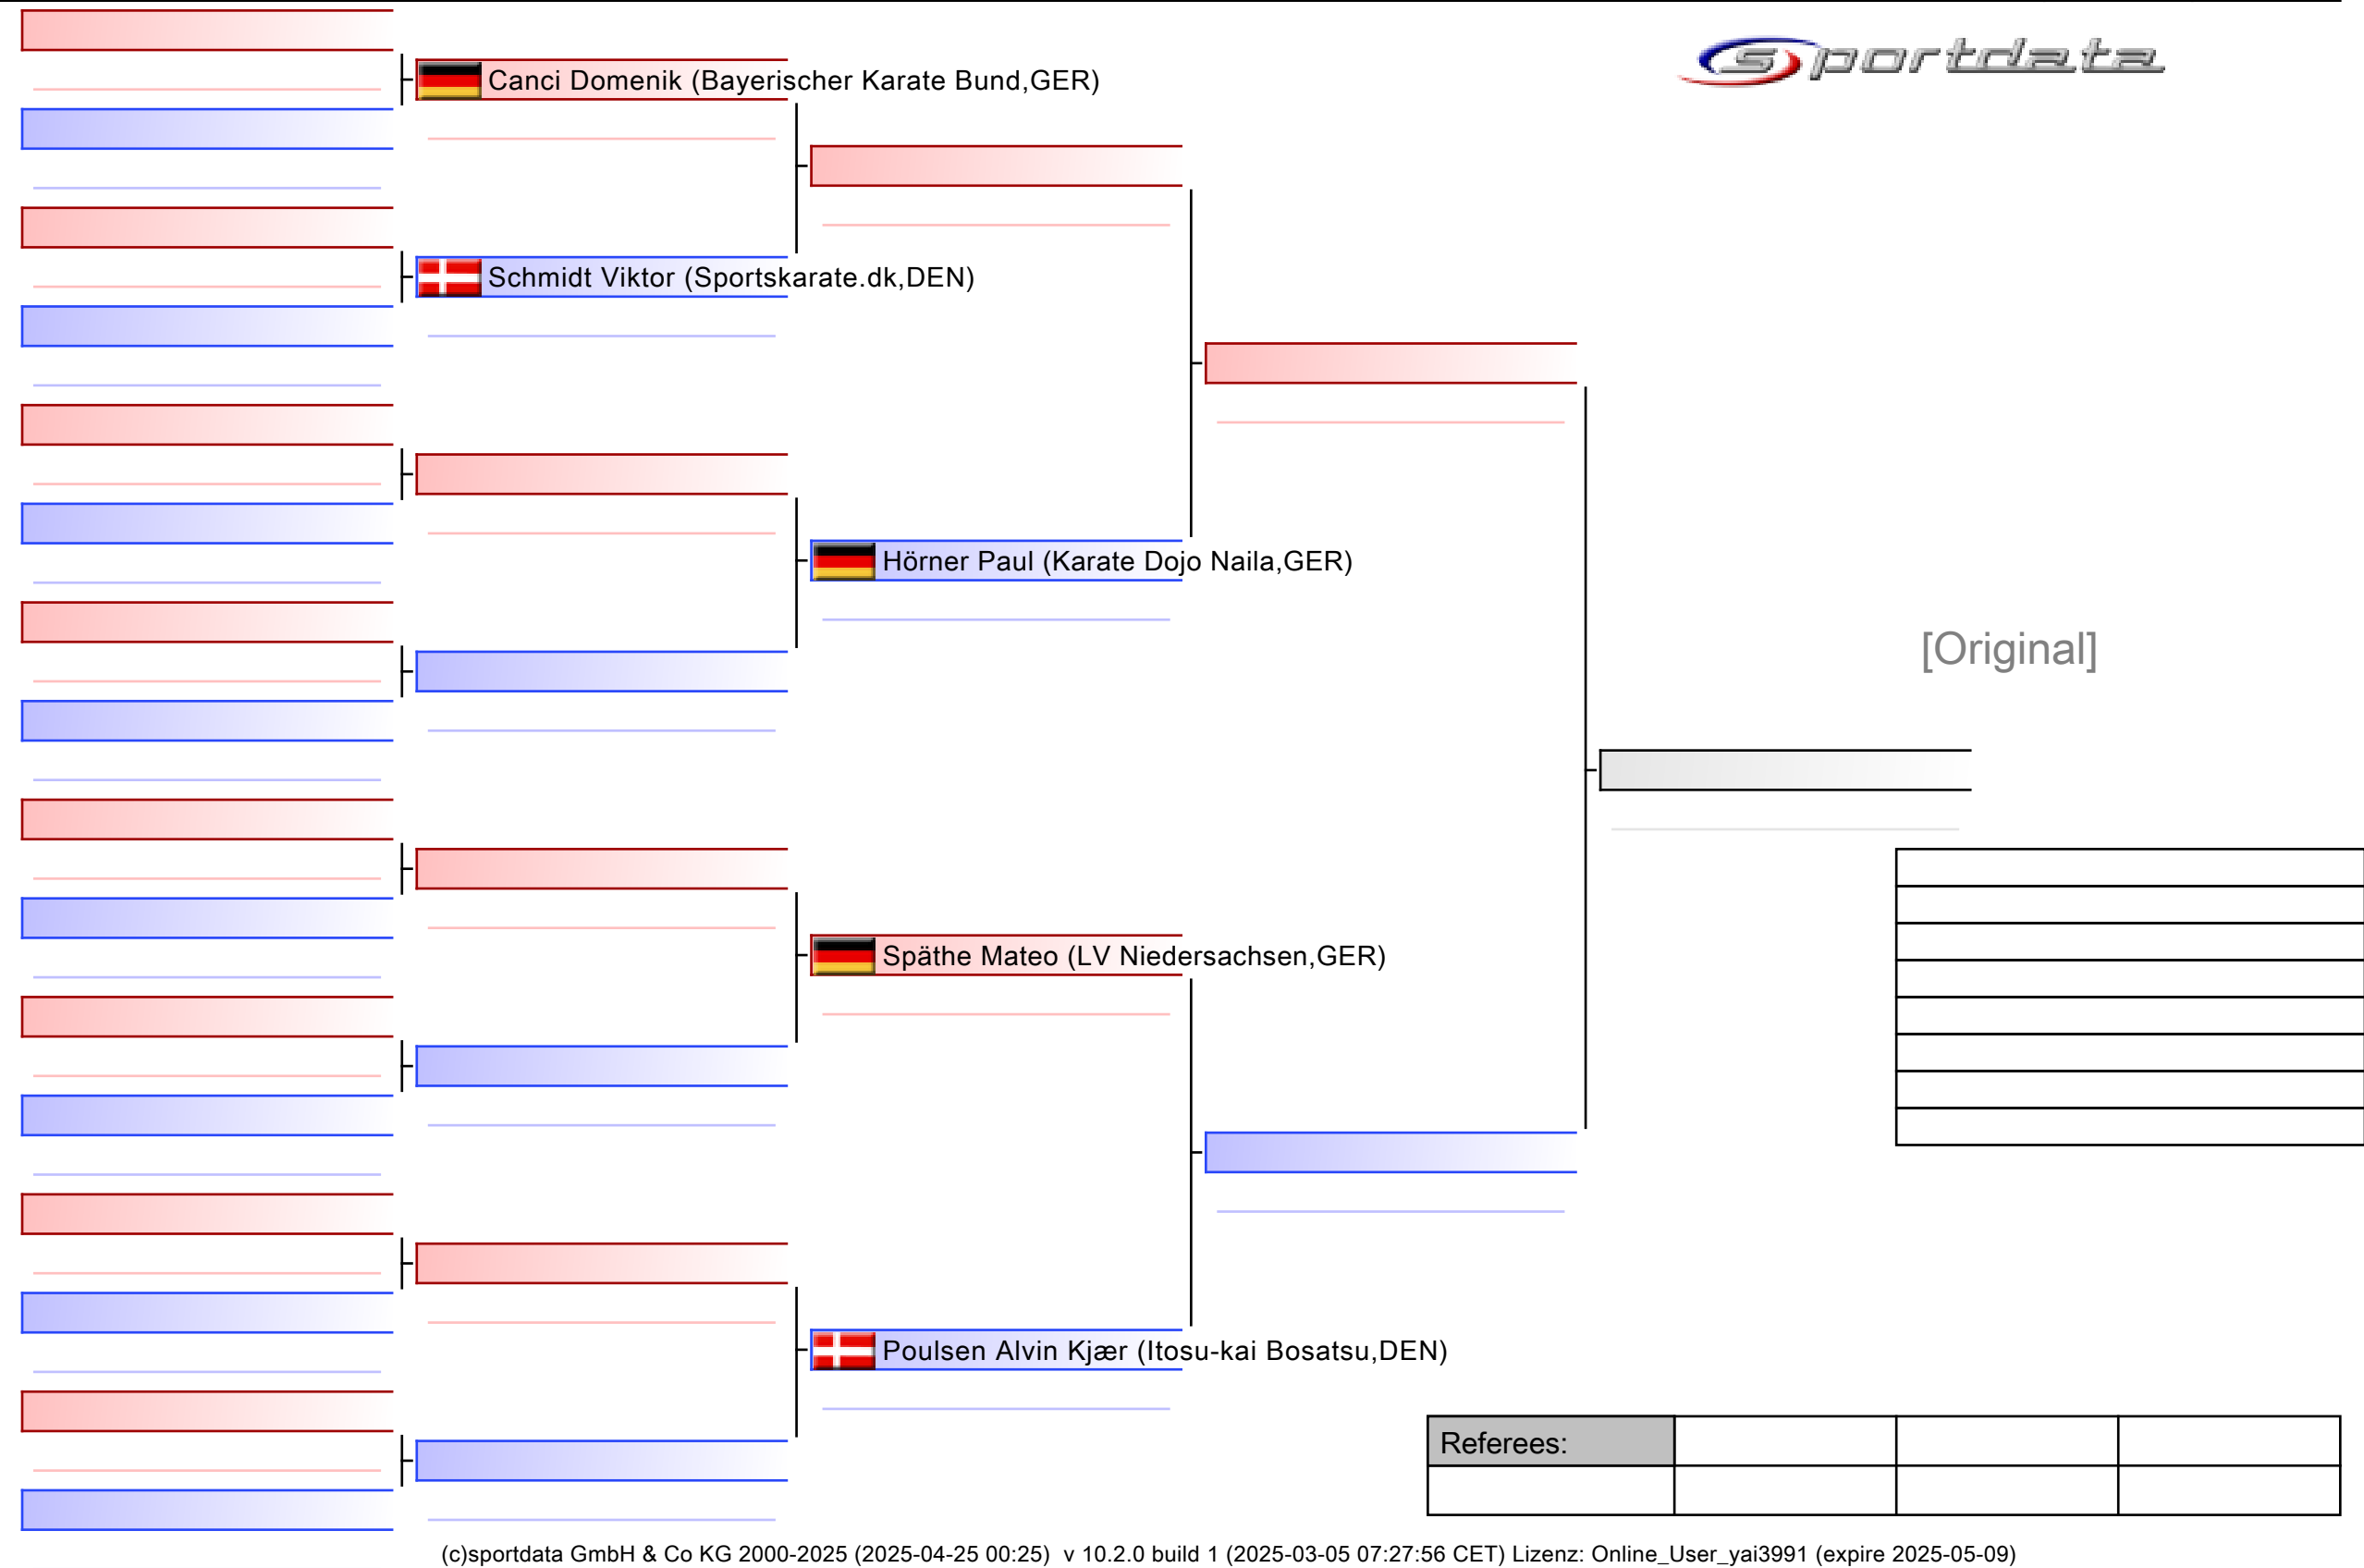 sportdata
Canci Domenik (Bayerischer Karate Bund,GER)
Schmidt Viktor (Sportskarate.dk,DEN)
Hörner Paul (Karate Dojo Naila,GER)
[Original]
Späthe Mateo (LV Niedersachsen,GER)
Poulsen Alvin Kjær (Itosu-kai Bosatsu,DEN)
Referees:
(c)sportdata GmbH & Co KG 2000-2025 (2025-04-25 00:25)  v 10.2.0 build 1 (2025-03-05 07:27:56 CET) Lizenz: Online_User_yai3991 (expire 2025-05-09)